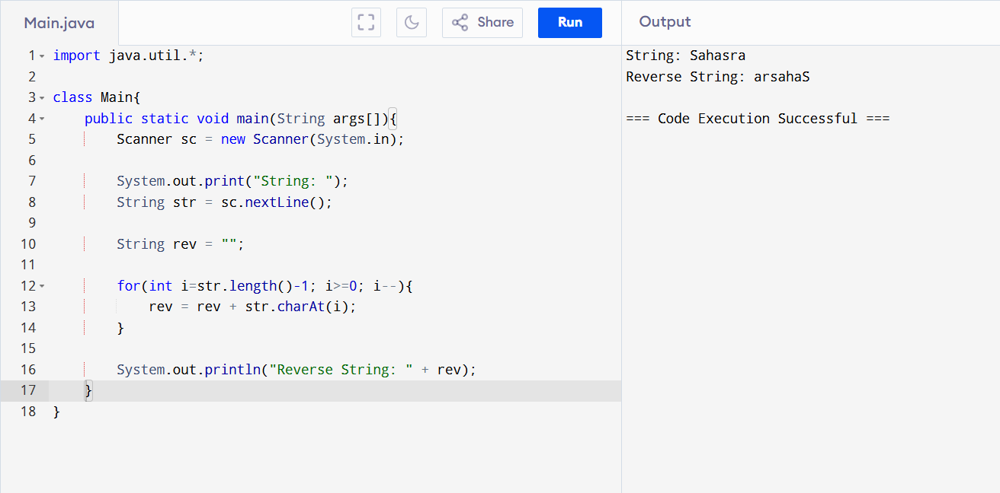 Main.java
Share
Run
Output
1 import java.util.*;
2
3 class Main{
4     public static void main(String args[]){
5         Scanner sc = new Scanner(System.in);
6
7         System.out.print("String: ");
8         String str = sc.nextLine();
9
10         String rev = "";
11
12         for(int i=str.length()-1; i>=0; i--){
13             rev = rev + str.charAt(i);
14         }
15
16         System.out.println("Reverse String: " + rev);
17     }
18 }
String: Sahasra
Reverse String: arsahaS
=== Code Execution Successful ===